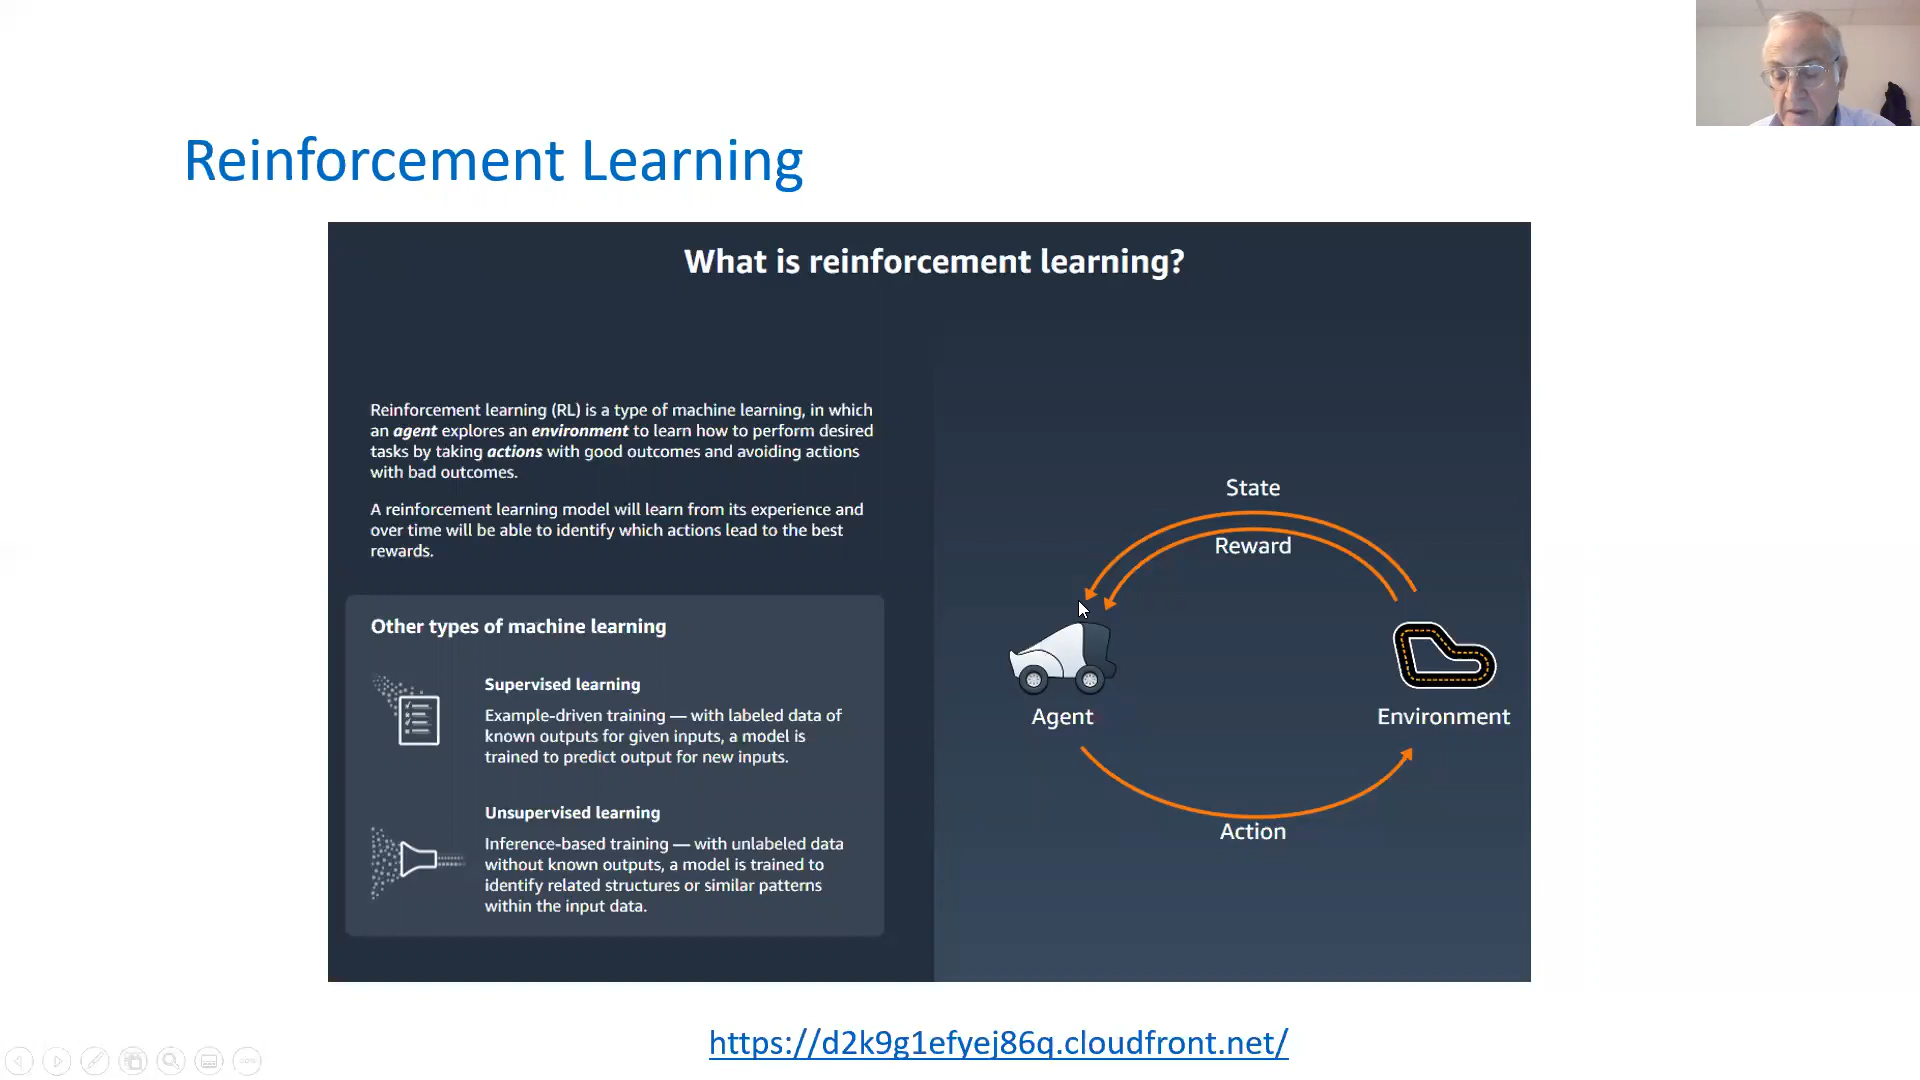 Reinforcement Learning
What is reinforcement learning?
Reinforcement learning (RL) is a type of machine learning, in which
an agent explores an environment to learn how to perform desired
tasks by taking actions with good outcomes and avoiding actions
with bad outcomes.
A reinforcement learning model will learn from its experience and
over time will be able to identify which actions lead to the best
rewards.
Other types of machine learning
Supervised learning
Example-driven training — with labeled data of
known outputs for given inputs, a model is
trained to predict output for new inputs.
Unsupervised learning
Inference-based training — with unlabeled data
without known outputs, a model is trained to
identify related structures or similar patterns
within the input data.
State
Reward
Agent
Environment
Action
https://d2k9g1efyej86q.cloudfront.net/